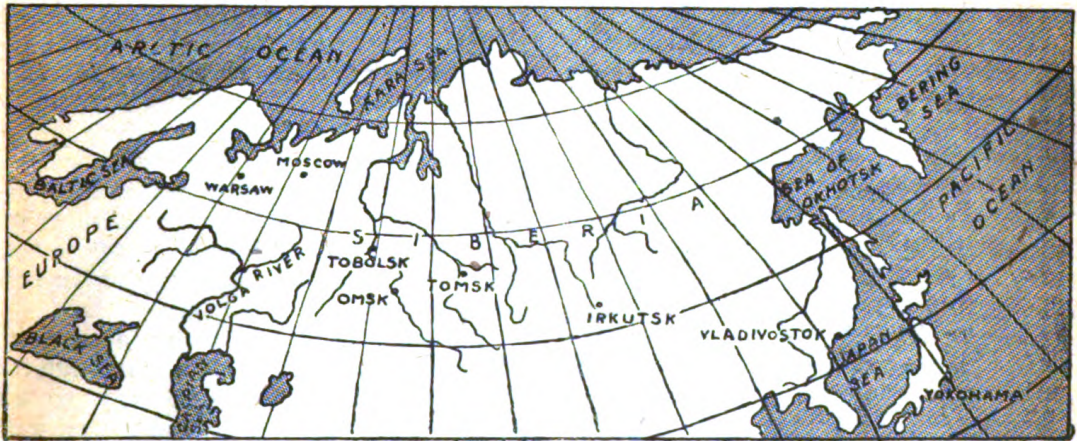 ARCTIC OCEAN
KARA SEA
BERING
SEA
PACIFIC
OCEAN
SEA OF
OKHOTSK
BALTIC SEA
MOSCOW
WARSAW
EUROPE
SIBERIA
VOLGA RIVER
TOBOLSK
OMSK
TOMSK
IRKUTSK
VLADIVOSTOK
BLACK SEA
JAPAN
SEA
YOKOHAMA